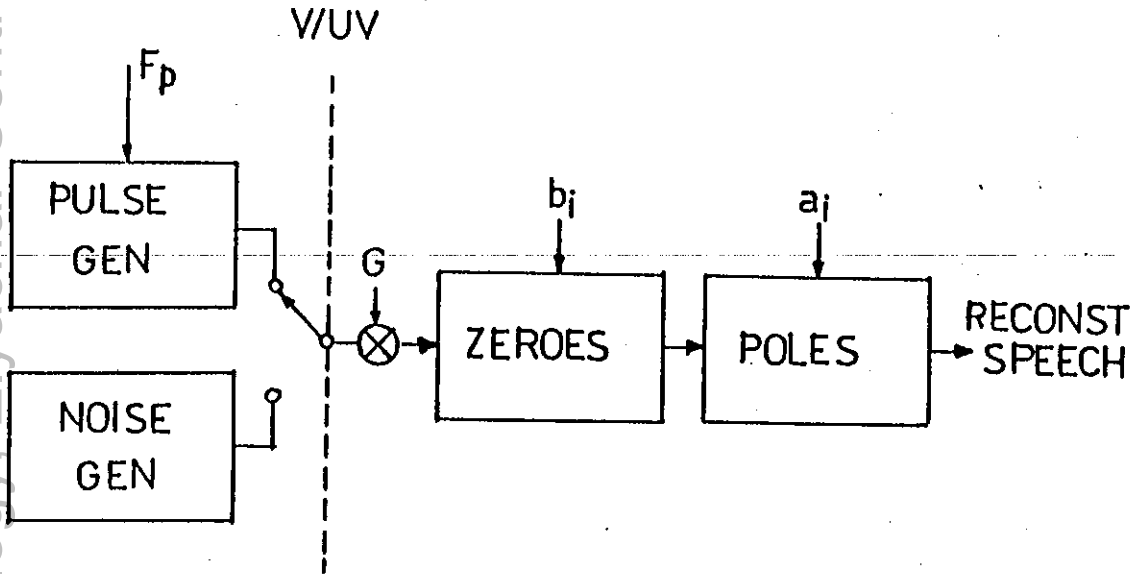 V/UV
Fp
PULSE
GEN
bi
ai
G
ZEROES
POLES
RECONST
SPEECH
NOISE
GEN